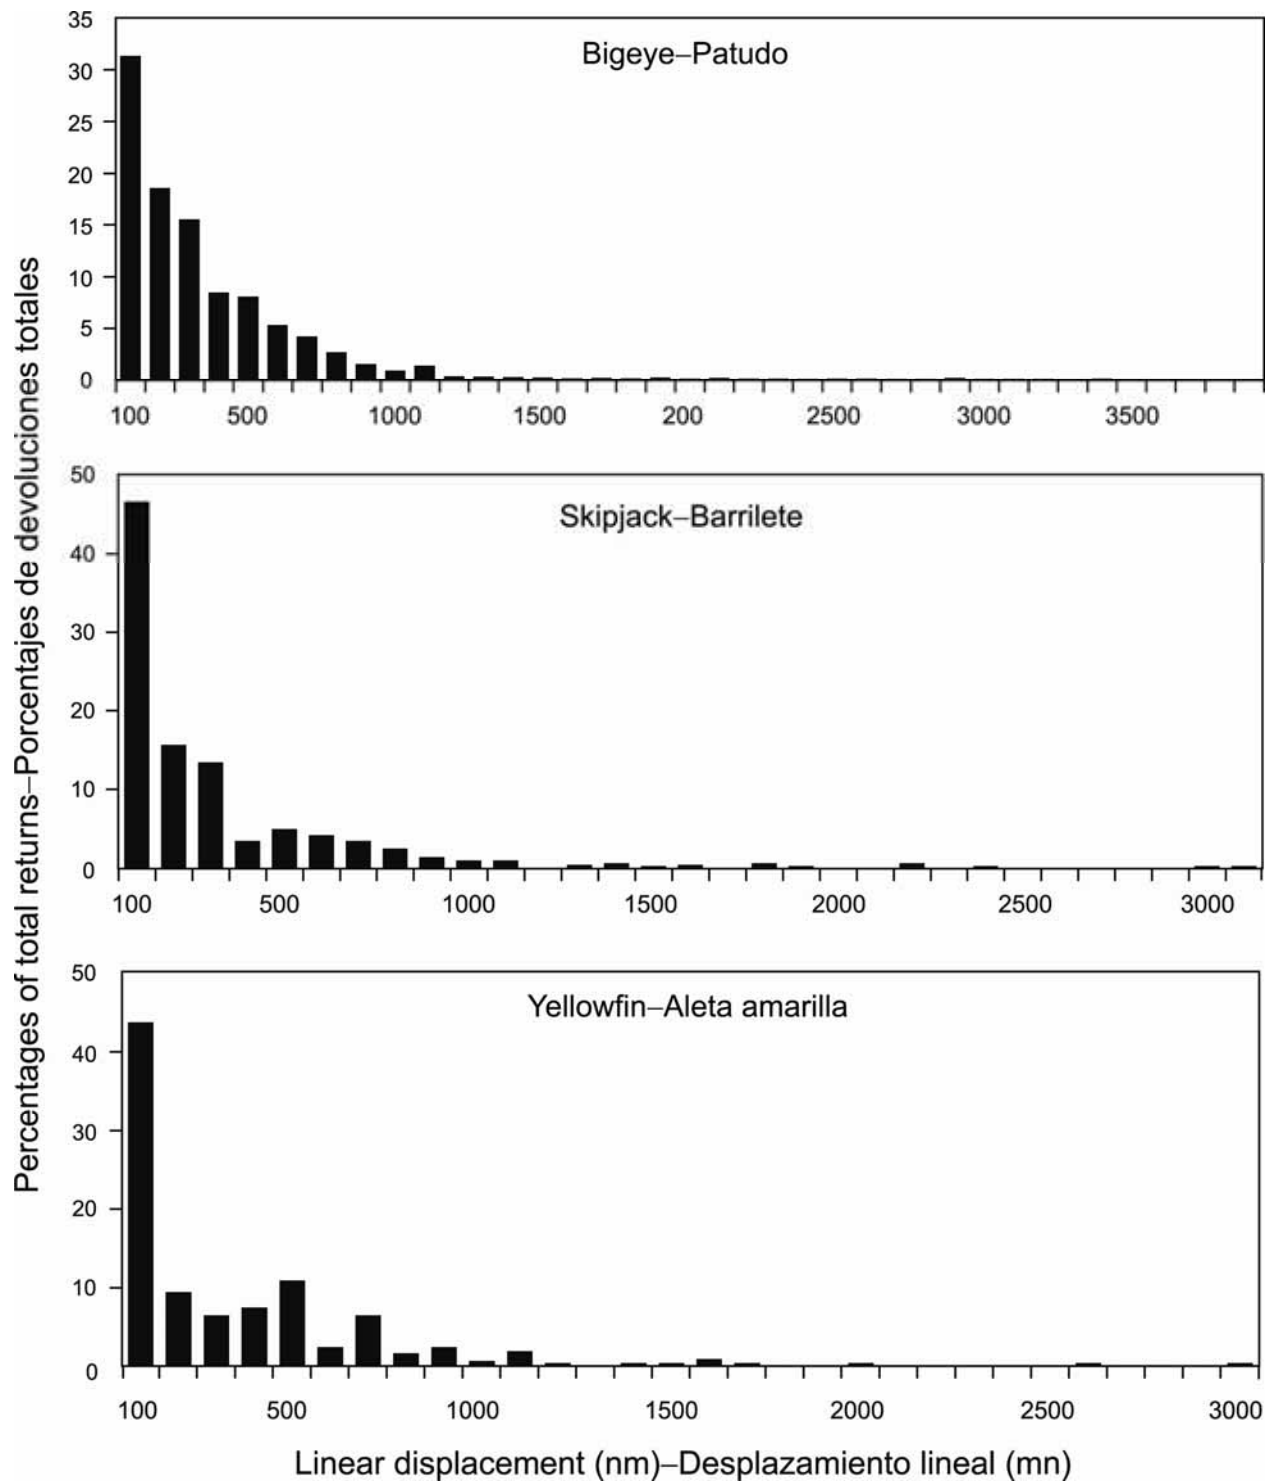 Percentages of total returns–Porcentajes de devoluciones totales
Bigeye–Patudo
35
30
25
20
15
10
5
0
100 500 1000 1500 200 2500 3000 3500
Skipjack–Barrilete
50
40
30
20
10
0
100 500 1000 1500 2000 2500 3000
Yellowfin–Aleta amarilla
50
40
30
20
10
0
100 500 1000 1500 2000 2500 3000
Linear displacement (nm)–Desplazamiento lineal (mn)